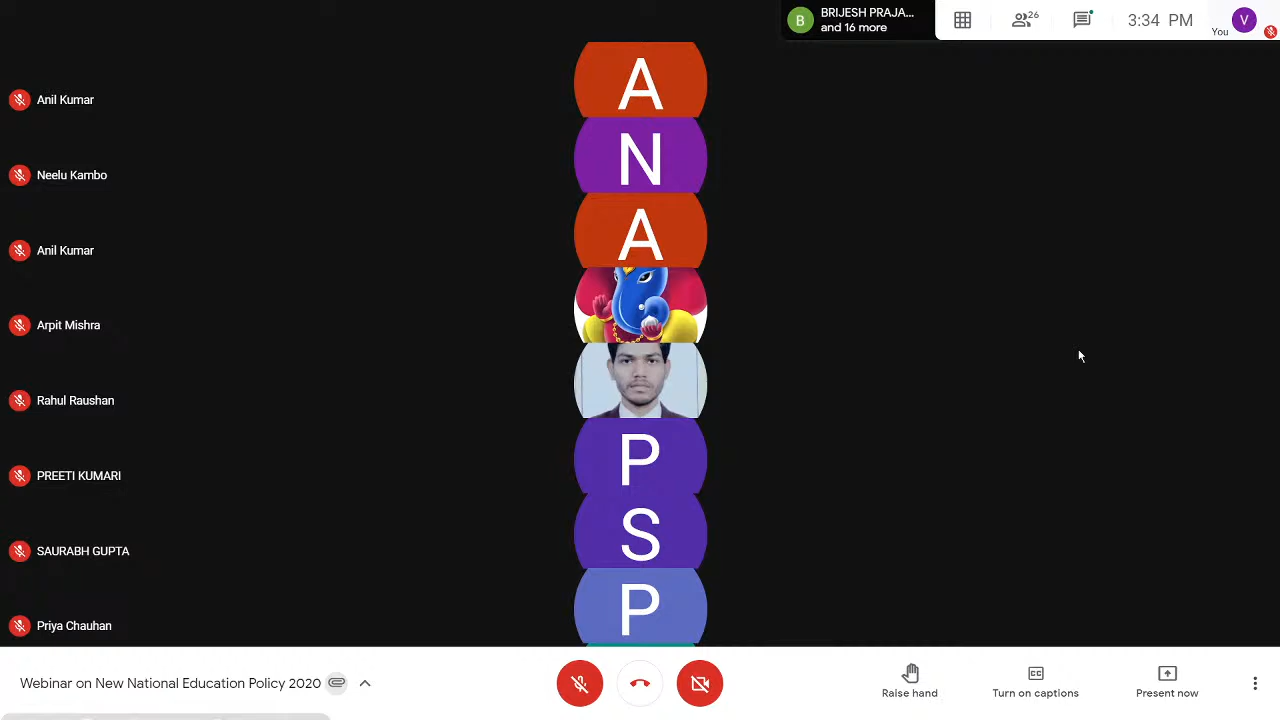 BRIJESH PRAJA...
and 16 more
26
3:34 PM
You
V
B
Anil Kumar
A
Neelu Kambo
N
Anil Kumar
A
Arpit Mishra
Rahul Raushan
PREETI KUMARI
P
SAURABH GUPTA
S
Priya Chauhan
P
Webinar on New National Education Policy 2020
Raise hand
CC
Turn on captions
Present now